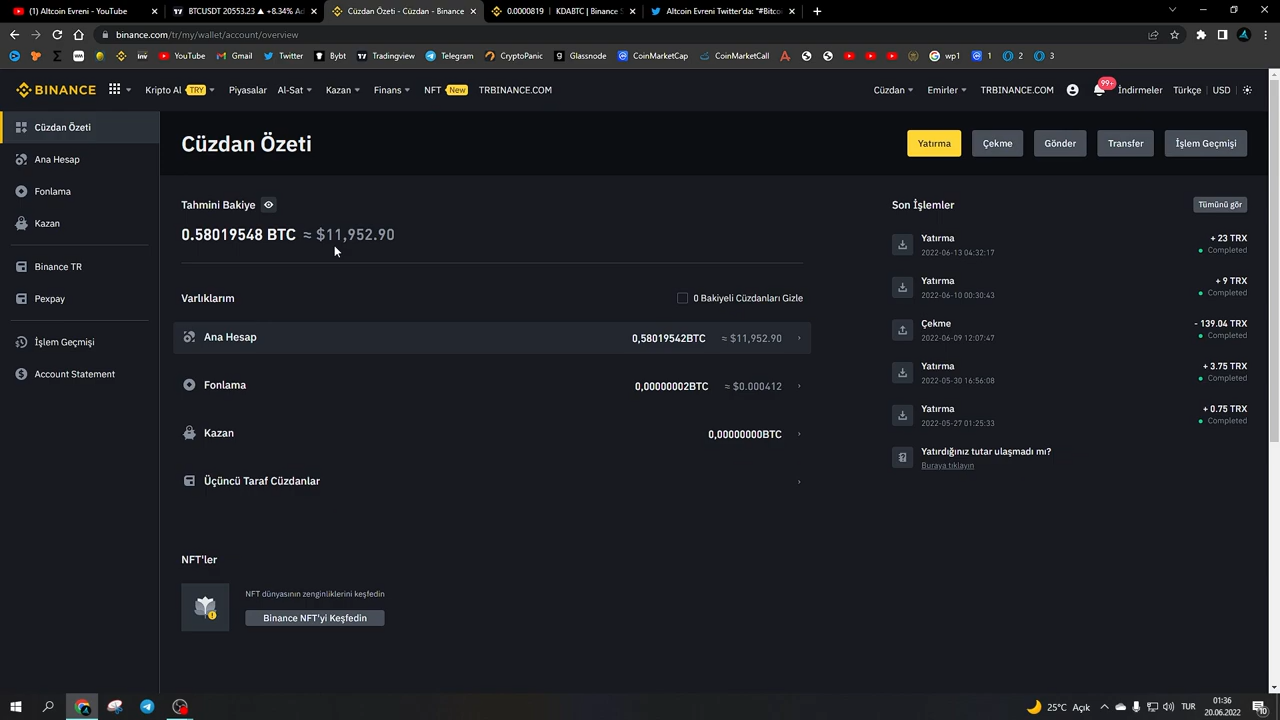 (1) Altcoin Evreni - YouTube
BTCUSDT 20553.23 ▲ +8.34% Ad
Cüzdan Özeti - Cüzdan - Binance
0.0000819 | KDABTC | Binance S
Altcoin Evreni Twitter'da: "#Bitco
binance.com/tr/my/wallet/account/overview
YouTube
Gmail
Twitter
Bybt
Tradingview
Telegram
CryptoPanic
Glassnode
CoinMarketCap
CoinMarketCall
wp1
1
2
3
BINANCE
Kripto Al TRY
Piyasalar
Al-Sat
Kazan
Finans
NFT New
TRBINANCE.COM
Cüzdan
Emirler
TRBINANCE.COM
99+
İndirmeler
Türkçe
USD
Cüzdan Özeti
Ana Hesap
Fonlama
Kazan
Binance TR
Pexpay
İşlem Geçmişi
Account Statement
Cüzdan Özeti
Yatırma
Çekme
Gönder
Transfer
İşlem Geçmişi
Tahmini Bakiye
0.58019548 BTC ≈ $11,952.90
Varlıklarım
0 Bakiyeli Cüzdanları Gizle
Ana Hesap 0,58019542BTC ≈ $11,952.90
Fonlama 0,00000002BTC ≈ $0.000412
Kazan 0,00000000BTC
Üçüncü Taraf Cüzdanlar
NFT'ler
NFT dünyasının zenginliklerini keşfedin
Binance NFT'yi Keşfedin
Son İşlemler
Tümünü gör
Yatırma + 23 TRX
2022-06-13 04:32:17 Completed
Yatırma + 9 TRX
2022-06-10 00:30:43 Completed
Çekme - 139.04 TRX
2022-06-09 12:07:47 Completed
Yatırma + 3.75 TRX
2022-05-30 16:56:08 Completed
Yatırma + 0.75 TRX
2022-05-27 01:25:33 Completed
Yatırdığınız tutar ulaşmadı mı?
Buraya tıklayın
25°C Açık
TUR
01:36
20.06.2022
10